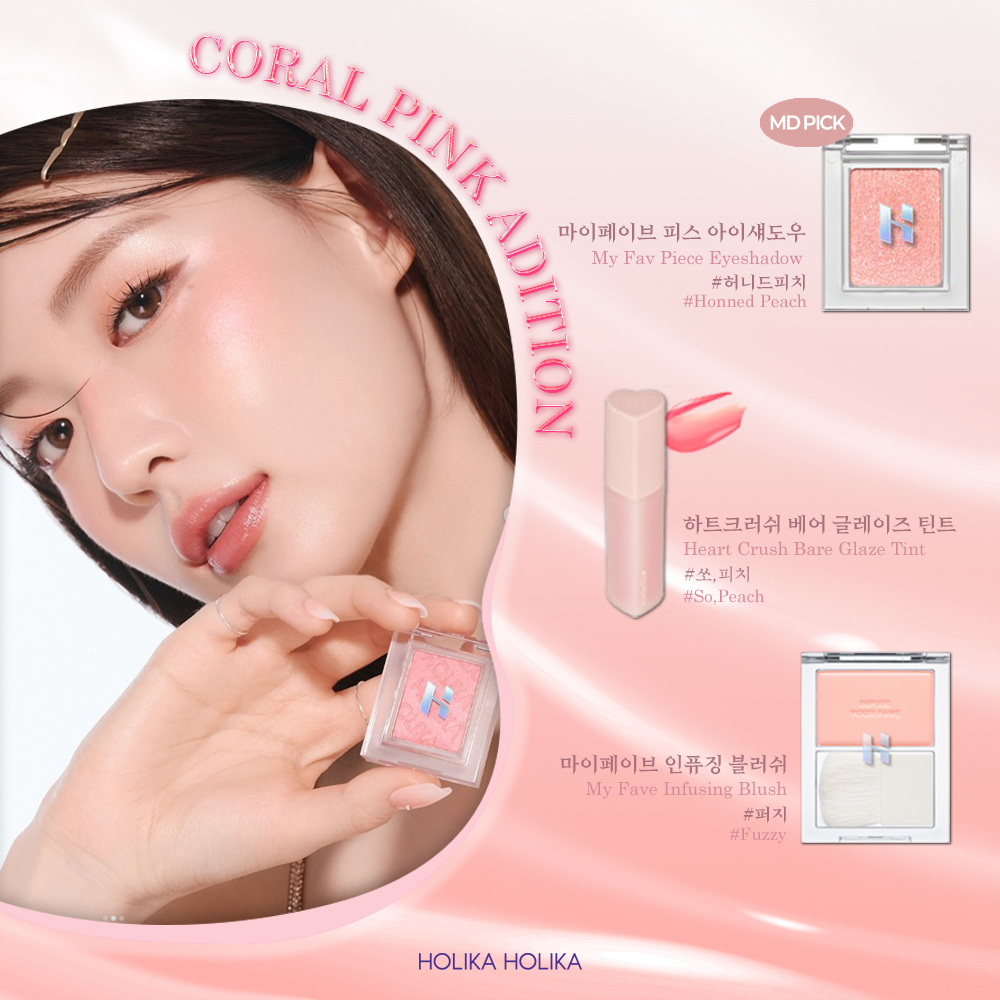 CORAL PINK ADITION
MD PICK
마이페이브 피스 아이섀도우
My Fav Piece Eyeshadow
#허니드피치
#Honned Peach
하트크러쉬 베어 글레이즈 틴트
Heart Crush Bare Glaze Tint
#쏘,피치
#So,Peach
마이페이브 인퓨징 블러쉬
My Fave Infusing Blush
#퍼지
#Fuzzy
HOLIKA HOLIKA